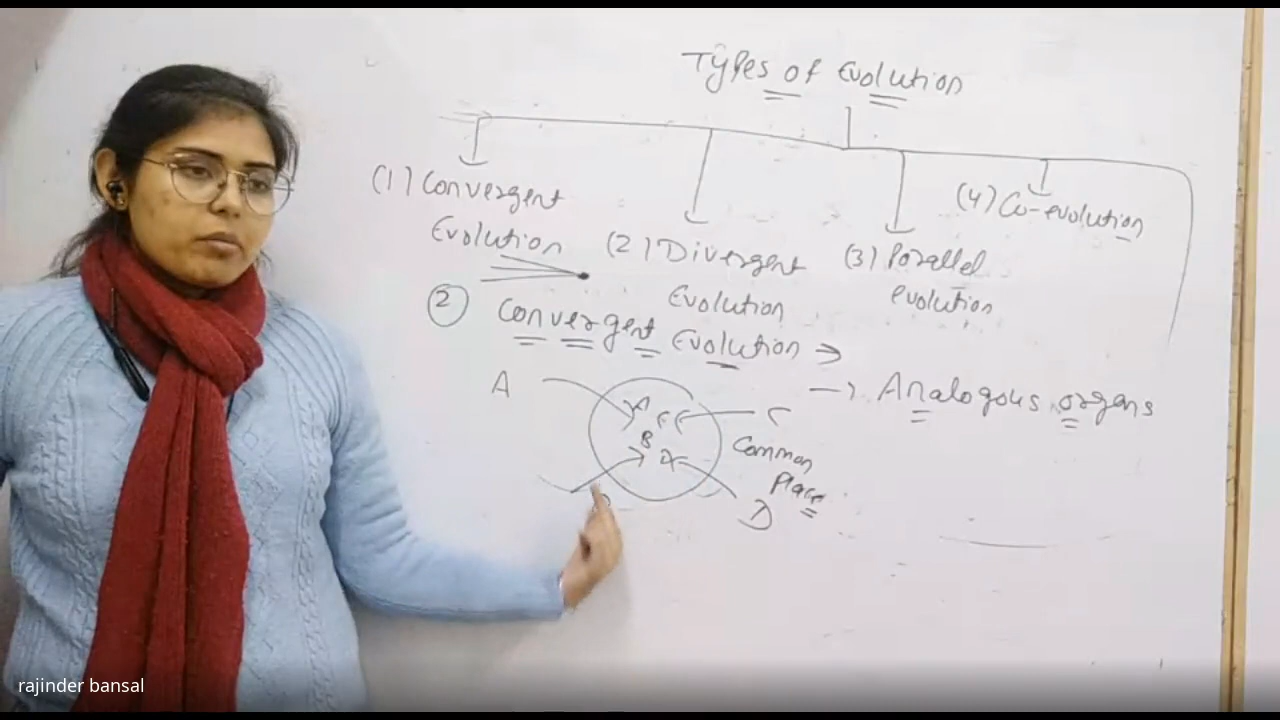 Types of Evolution
(1) Convergent
Evolution
(2) Divergent
Evolution
(3) Parallel
evolution
(4) Co-evolution
② Convergent Evolution →
→ Analogous organs
A
A
C
C
B
D
Common
Place
D
rajinder bansal